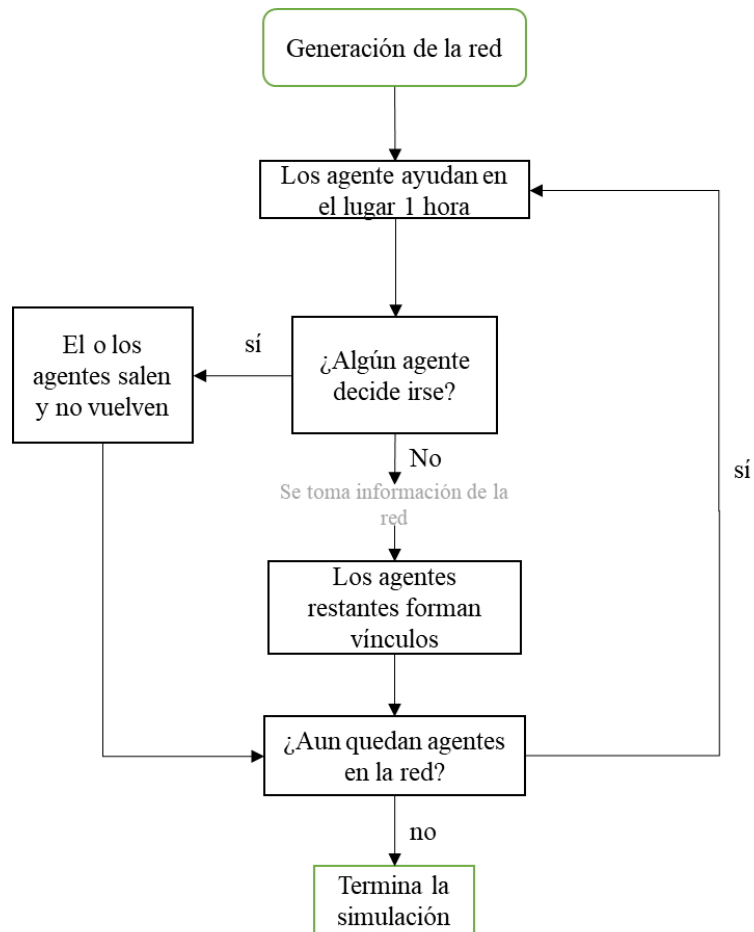 Generación de la red
Los agente ayudan en
el lugar 1 hora
El o los
agentes salen
y no vuelven
sí
¿Algún agente
decide irse?
No
Se toma información de la
red
sí
Los agentes
restantes forman
vínculos
¿Aun quedan agentes
en la red?
no
Termina la
simulación